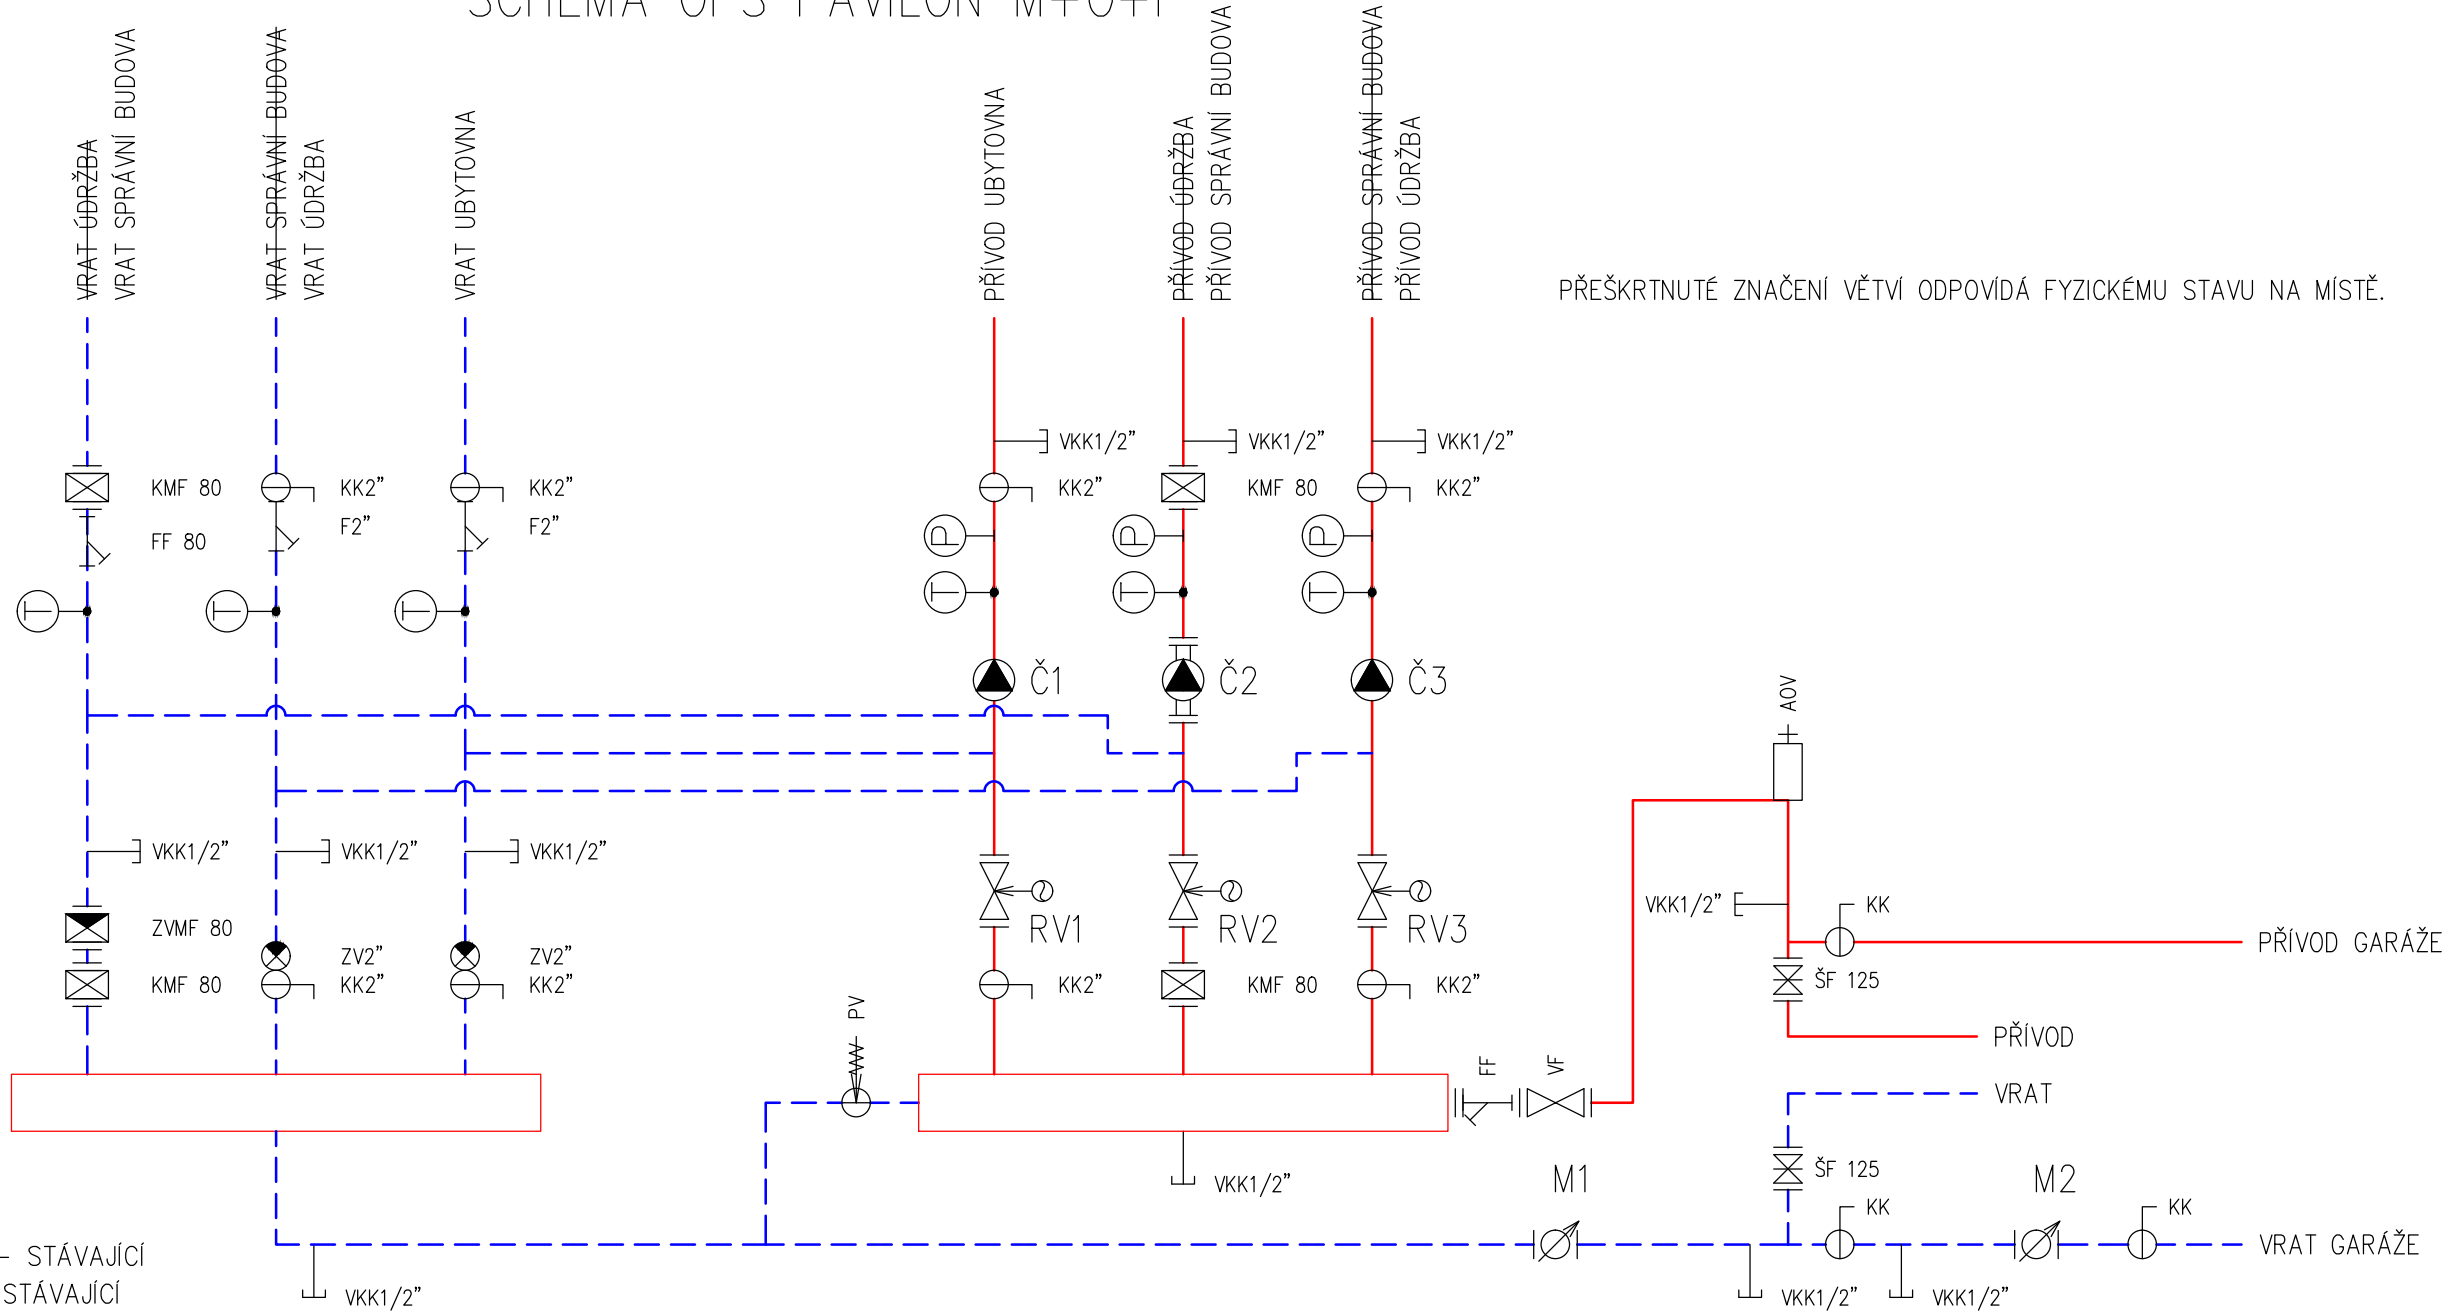 SCHÉMA OPS PAVILON M+O+P
VRAT ÚDRŽBA
VRAT SPRÁVNÍ BUDOVA
VRAT SPRÁVNÍ BUDOVA
VRAT ÚDRŽBA
VRAT UBYTOVNA
PŘÍVOD UBYTOVNA
PŘÍVOD ÚDRŽBA
PŘÍVOD SPRÁVNÍ BUDOVA
PŘÍVOD SPRÁVNÍ BUDOVA
PŘÍVOD ÚDRŽBA
PŘEŠKRTNUTÉ ZNAČENÍ VĚTVÍ ODPOVÍDÁ FYZICKÉMU STAVU NA MÍSTĚ.
VKK1/2"
VKK1/2"
VKK1/2"
KMF 80
KK2"
KK2"
KK2"
KMF 80
KK2"
FF 80
F2"
F2"
P
P
P
T
T
T
T
T
T
Č1
Č2
Č3
AOV
VKK1/2"
VKK1/2"
VKK1/2"
VKK1/2"
KK
RV1
RV2
RV3
ZVMF 80
ZV2"
ZV2"
PŘÍVOD GARÁŽE
KMF 80
KK2"
KK2"
KK2"
KMF 80
KK2"
ŠF 125
PV
PŘÍVOD
FF
VF
VRAT
VKK1/2"
M1
ŠF 125
M2
KK
KK
VRAT GARÁŽE
- STÁVAJÍCÍ
STÁVAJÍCÍ
VKK1/2"
VKK1/2"
VKK1/2"